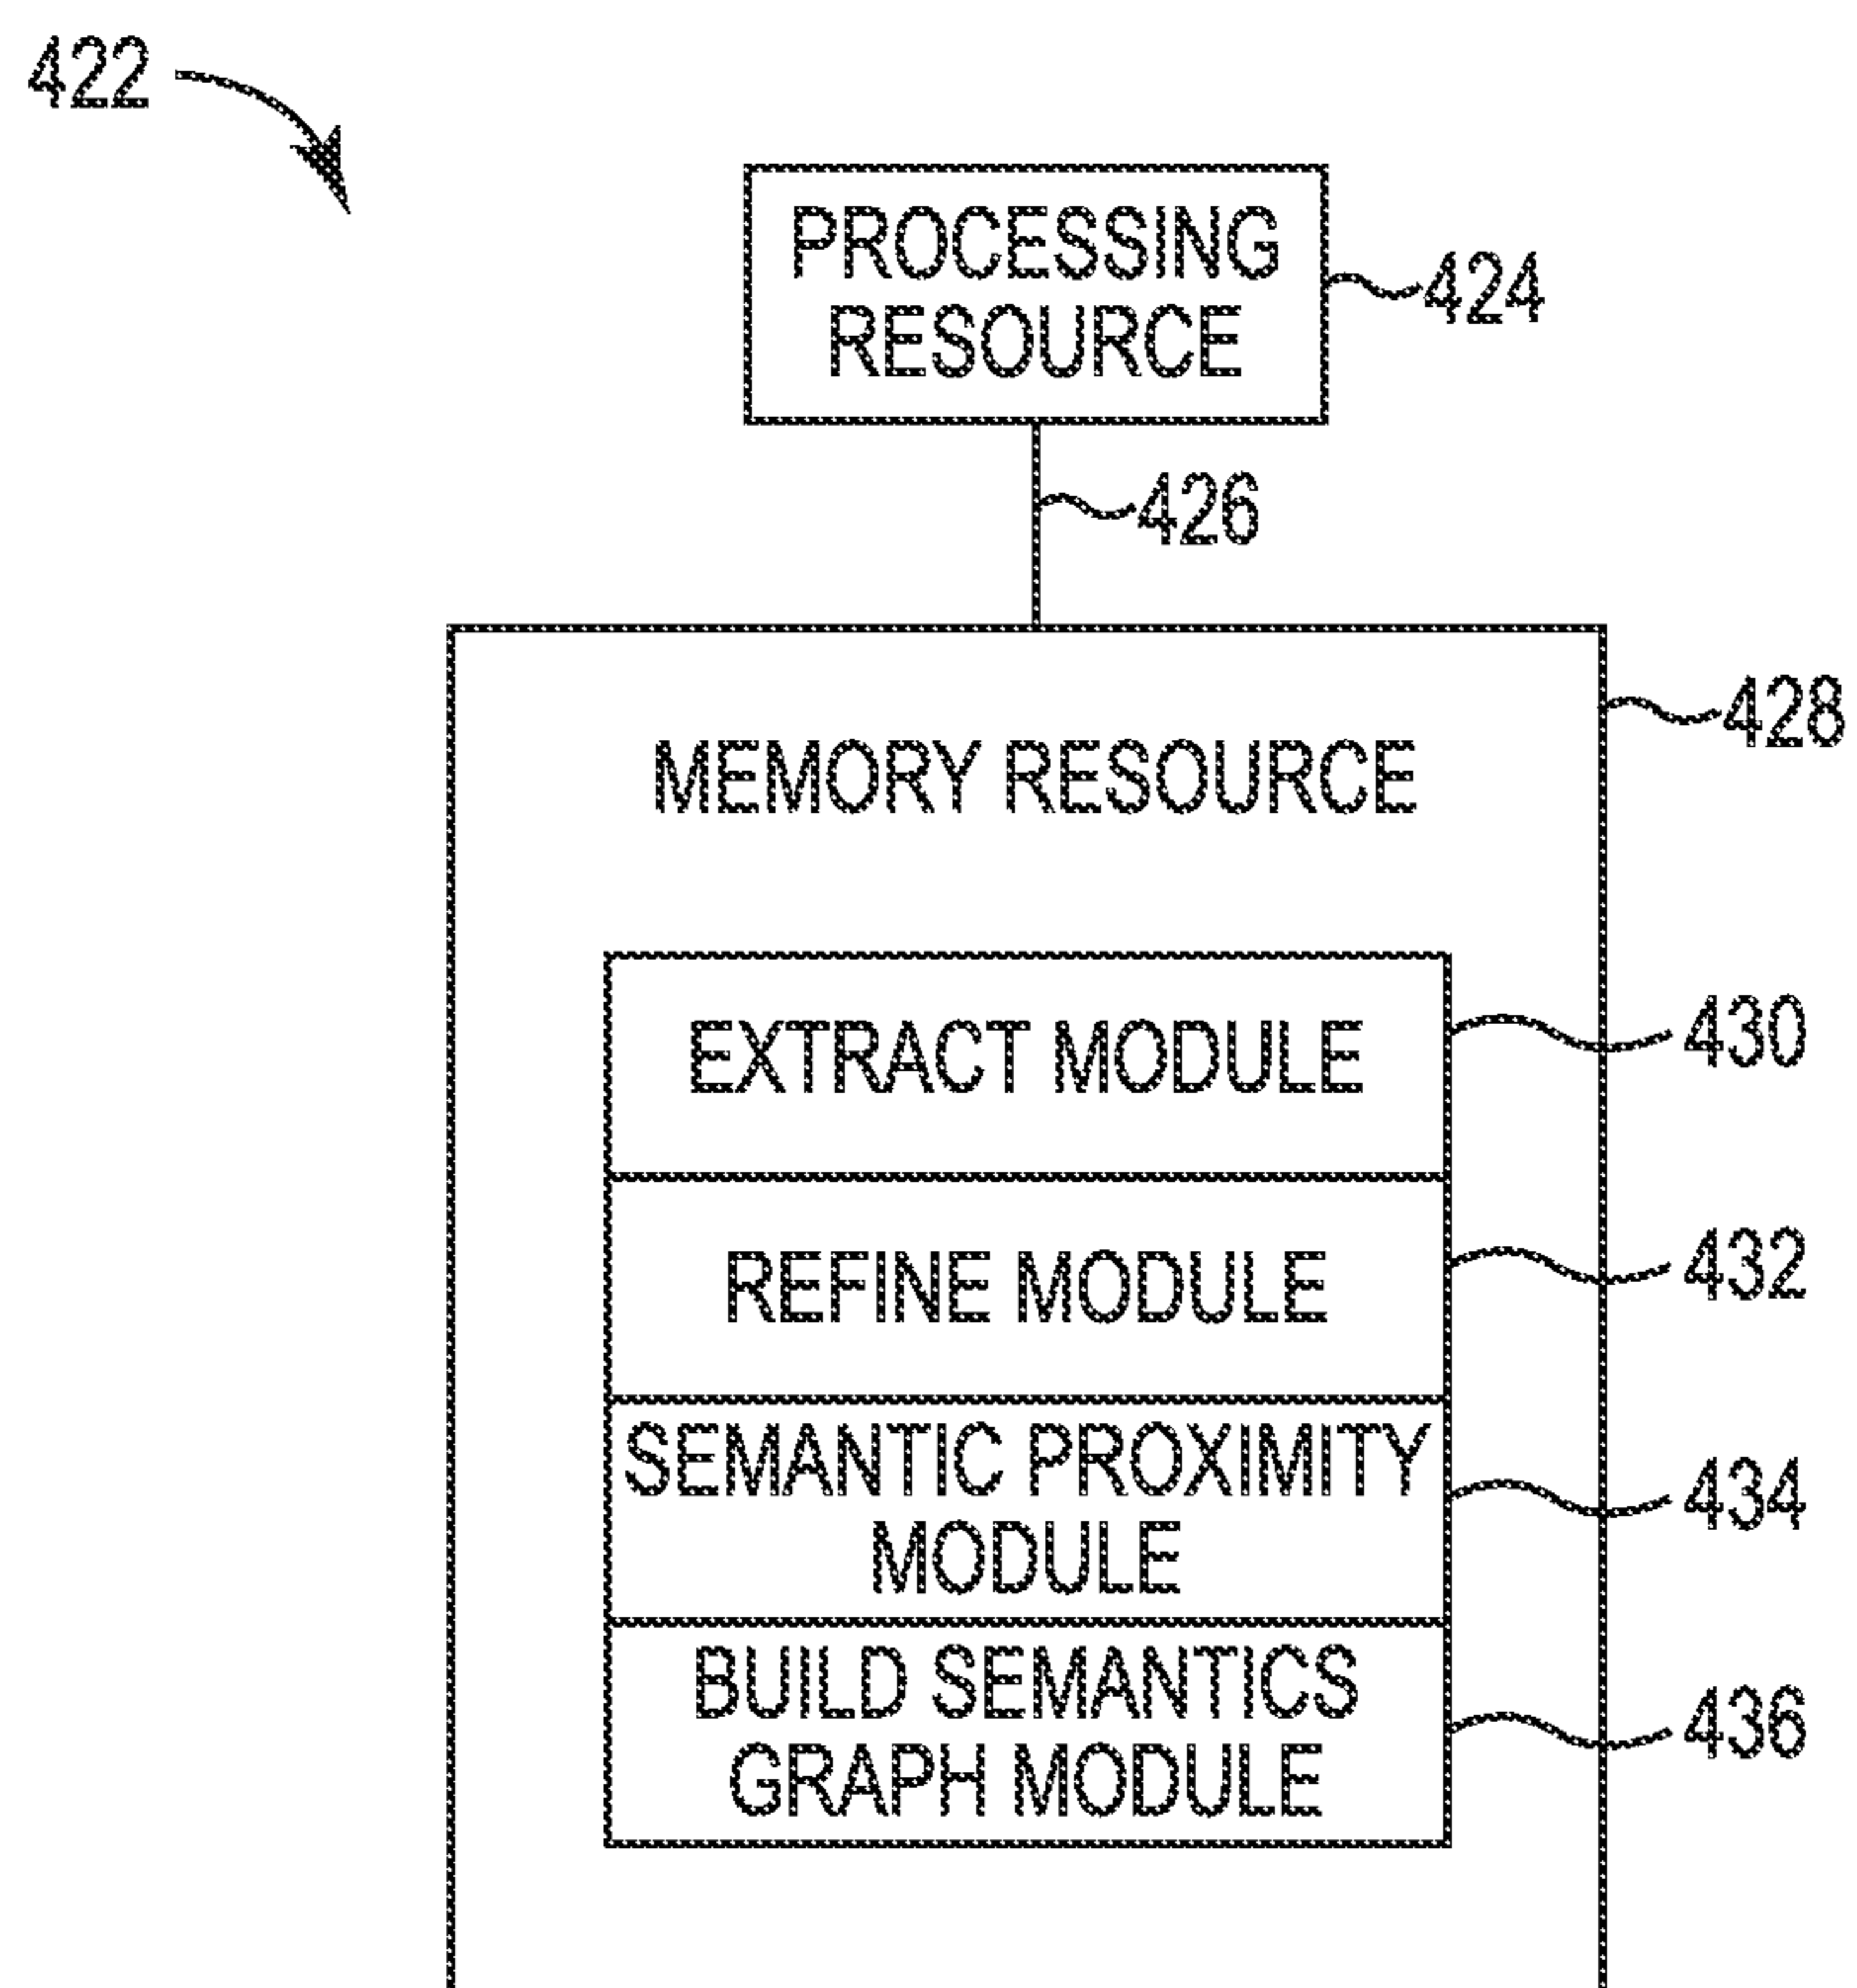 422
PROCESSING
RESOURCE
424
426
428
MEMORY RESOURCE
EXTRACT MODULE
430
REFINE MODULE
432
SEMANTIC PROXIMITY
MODULE
434
BUILD SEMANTICS
GRAPH MODULE
436